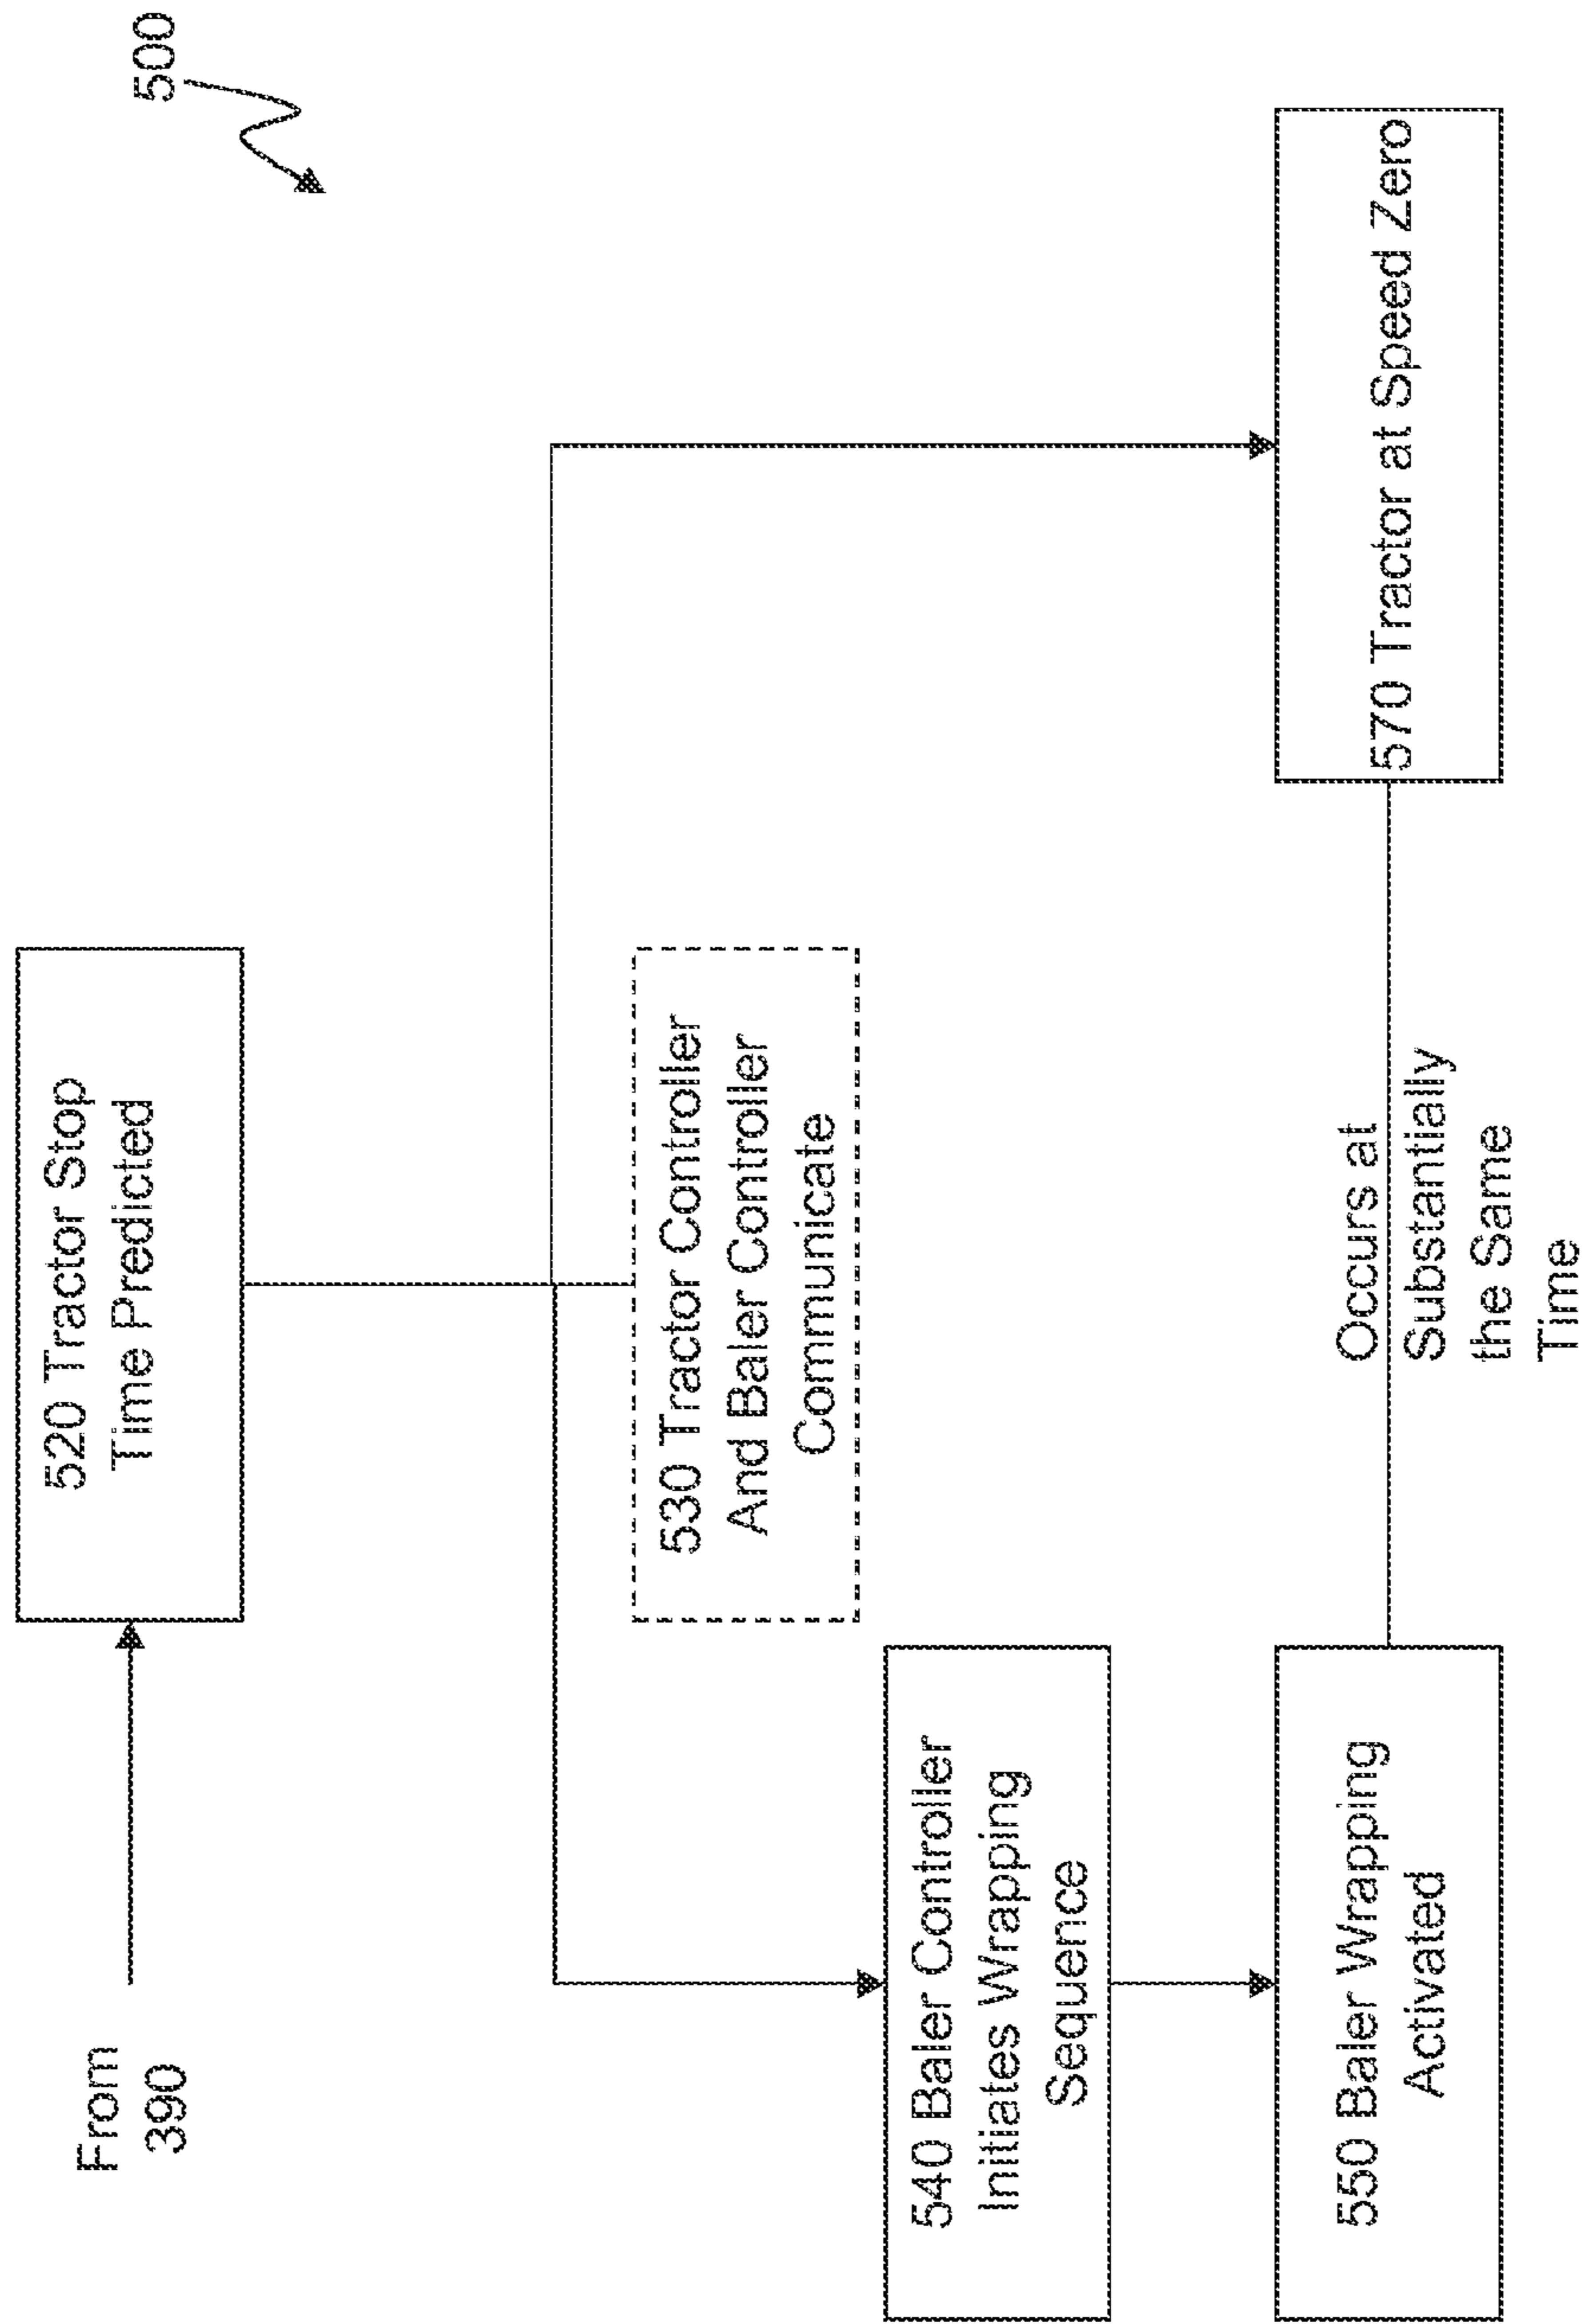 500
From
390
520 Tractor Stop
Time Predicted
530 Tractor Controller
And Baler Controller
Communicate
540 Baler Controller
Initiates Wrapping
Sequence
550 Baler Wrapping
Activated
Occurs at
Substantially
the Same
Time
570 Tractor at Speed Zero